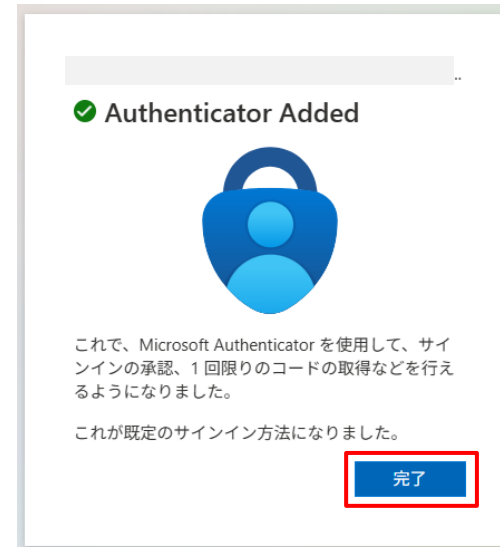 ..
Authenticator Added
これで、Microsoft Authenticator を使用して、サイ
ンインの承認、1 回限りのコードの取得などを行え
るようになりました。
これが既定のサインイン方法になりました。
完了